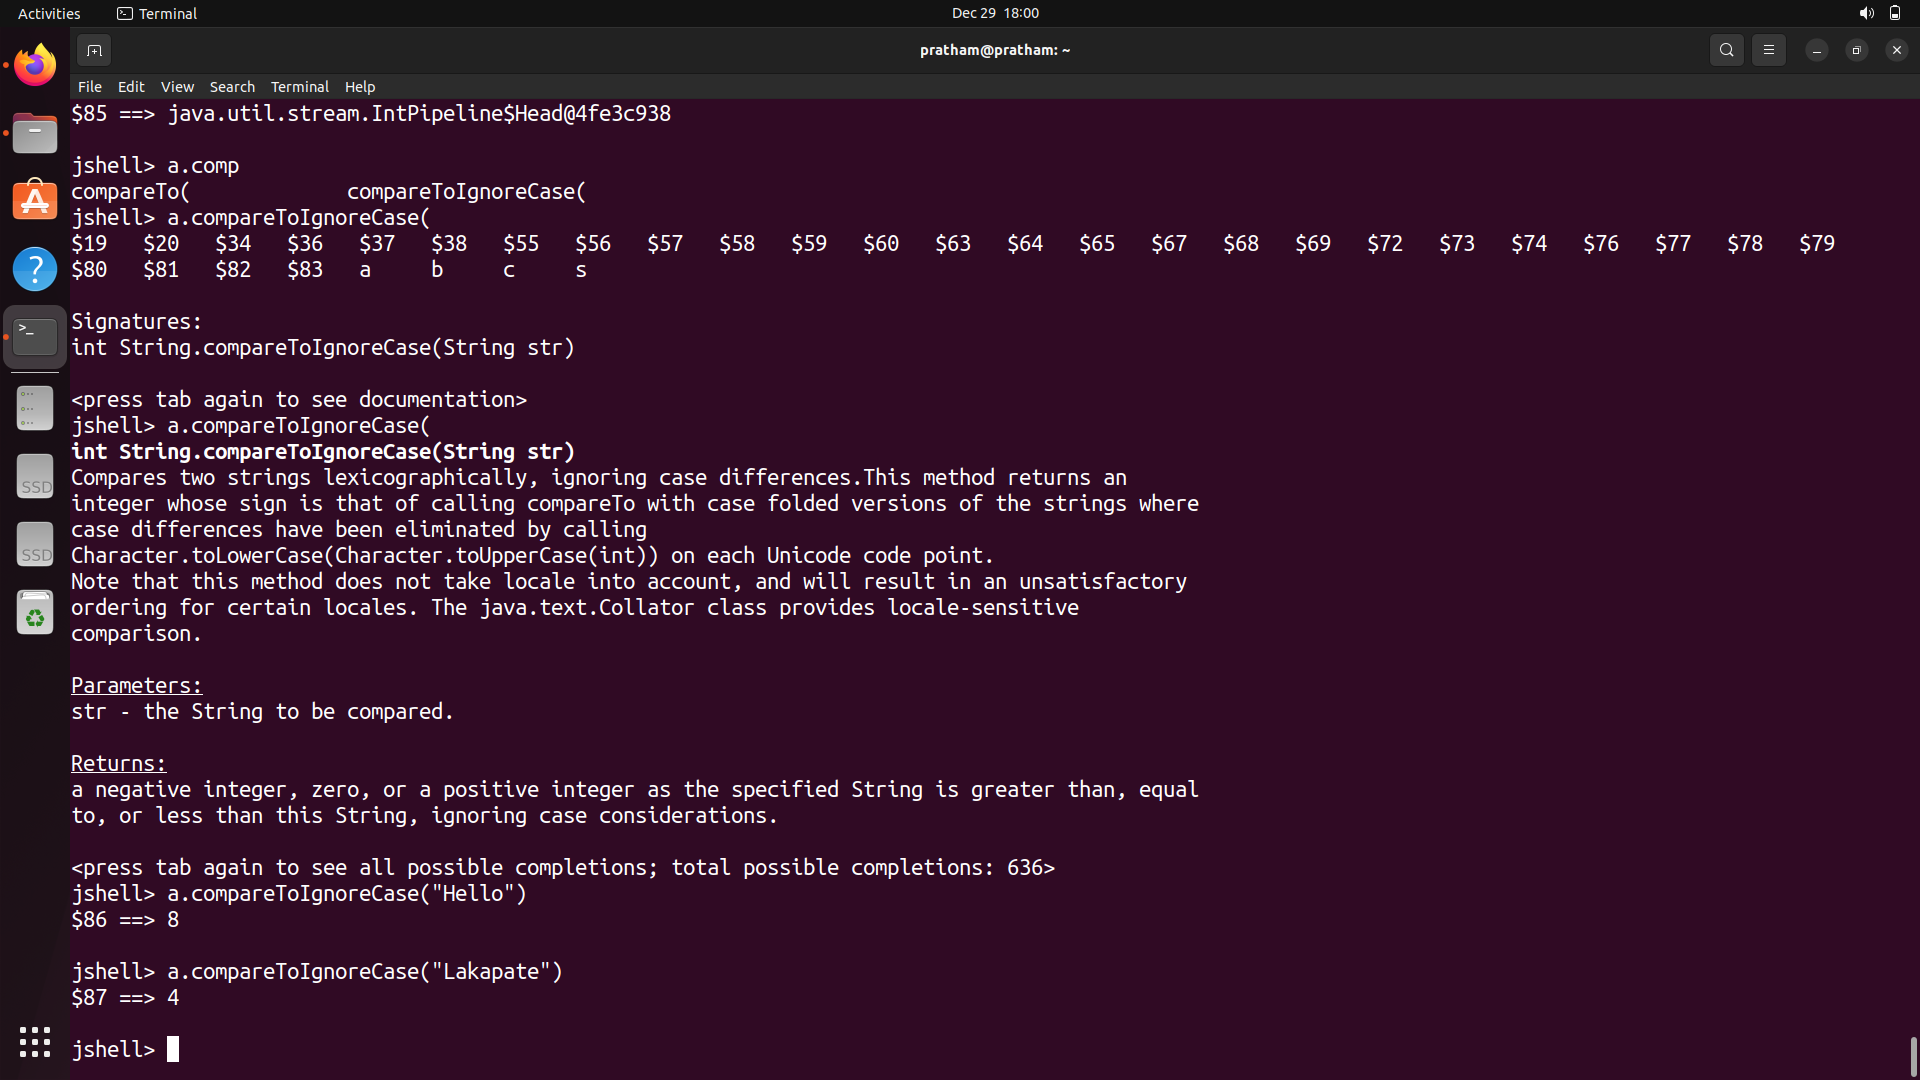 Activities Terminal Dec 29 18:00
pratham@pratham: ~
File Edit View Search Terminal Help
$85 ==> java.util.stream.IntPipeline$Head@4fe3c938
jshell> a.comp
compareTo( compareToIgnoreCase(
jshell> a.compareToIgnoreCase(
$19 $20 $34 $36 $37 $38 $55 $56 $57 $58 $59 $60 $63 $64 $65 $67 $68 $69 $72 $73 $74 $76 $77 $78 $79
$80 $81 $82 $83 a b c s
Signatures:
int String.compareToIgnoreCase(String str)
<press tab again to see documentation>
jshell> a.compareToIgnoreCase(
int String.compareToIgnoreCase(String str)
Compares two strings lexicographically, ignoring case differences.This method returns an
integer whose sign is that of calling compareTo with case folded versions of the strings where
case differences have been eliminated by calling
Character.toLowerCase(Character.toUpperCase(int)) on each Unicode code point.
Note that this method does not take locale into account, and will result in an unsatisfactory
ordering for certain locales. The java.text.Collator class provides locale-sensitive
comparison.
Parameters:
str - the String to be compared.
Returns:
a negative integer, zero, or a positive integer as the specified String is greater than, equal
to, or less than this String, ignoring case considerations.
<press tab again to see all possible completions; total possible completions: 636>
jshell> a.compareToIgnoreCase("Hello")
$86 ==> 8
jshell> a.compareToIgnoreCase("Lakapate")
$87 ==> 4
jshell>
SSD
SSD